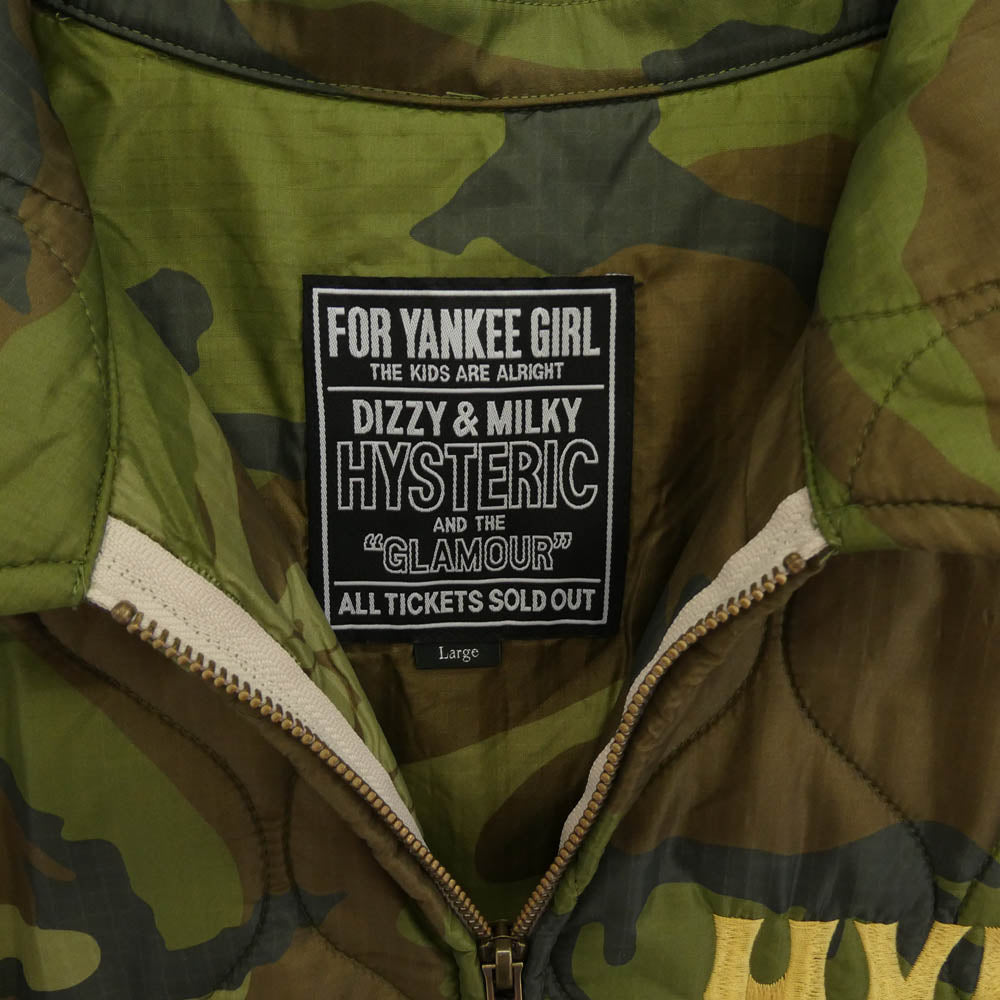 FOR YANKEE GIRL
THE KIDS ARE ALRIGHT
DIZZY & MILKY
HYSTERIC
AND THE
"GLAMOUR"
ALL TICKETS SOLD OUT
Large